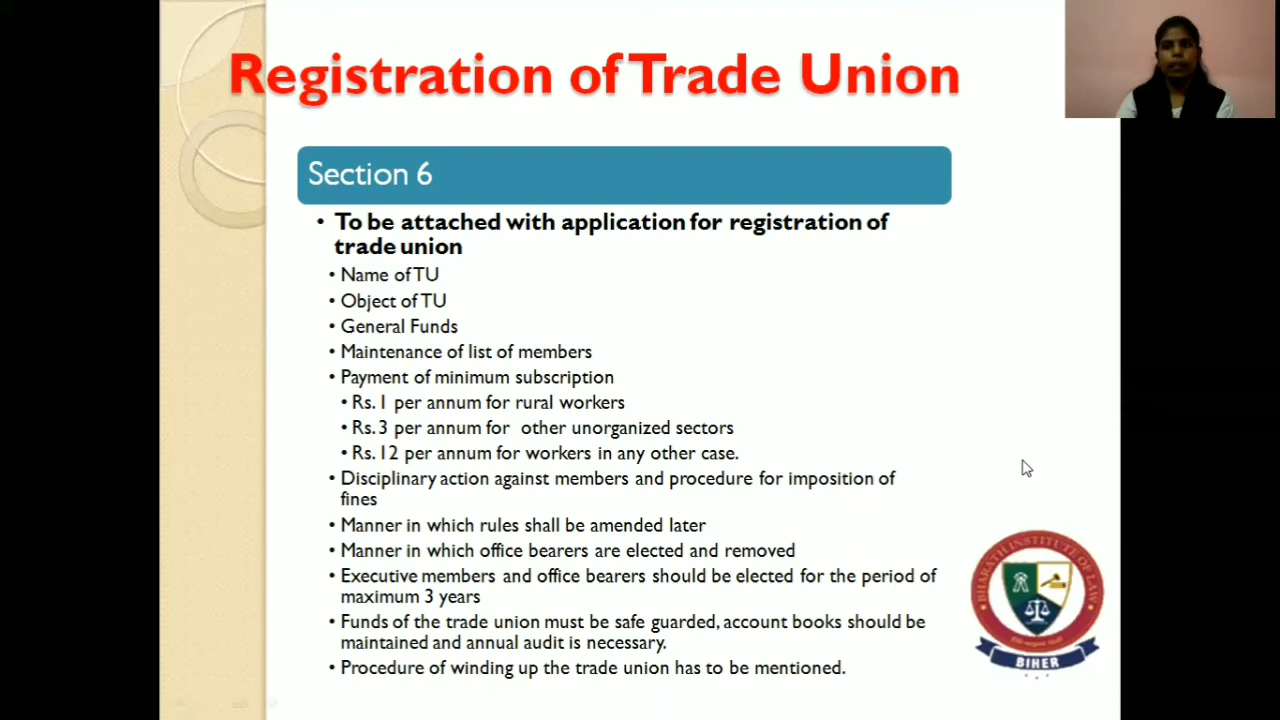 Registration of Trade Union
Section 6
• To be attached with application for registration of
trade union
• Name of TU
• Object of TU
• General Funds
• Maintenance of list of members
• Payment of minimum subscription
• Rs. 1 per annum for rural workers
• Rs. 3 per annum for other unorganized sectors
• Rs. 12 per annum for workers in any other case.
• Disciplinary action against members and procedure for imposition of
fines
• Manner in which rules shall be amended later
• Manner in which office bearers are elected and removed
• Executive members and office bearers should be elected for the period of
maximum 3 years
• Funds of the trade union must be safe guarded, account books should be
maintained and annual audit is necessary.
• Procedure of winding up the trade union has to be mentioned.
BHARATH INSTITUTE OF LAW
BIHER